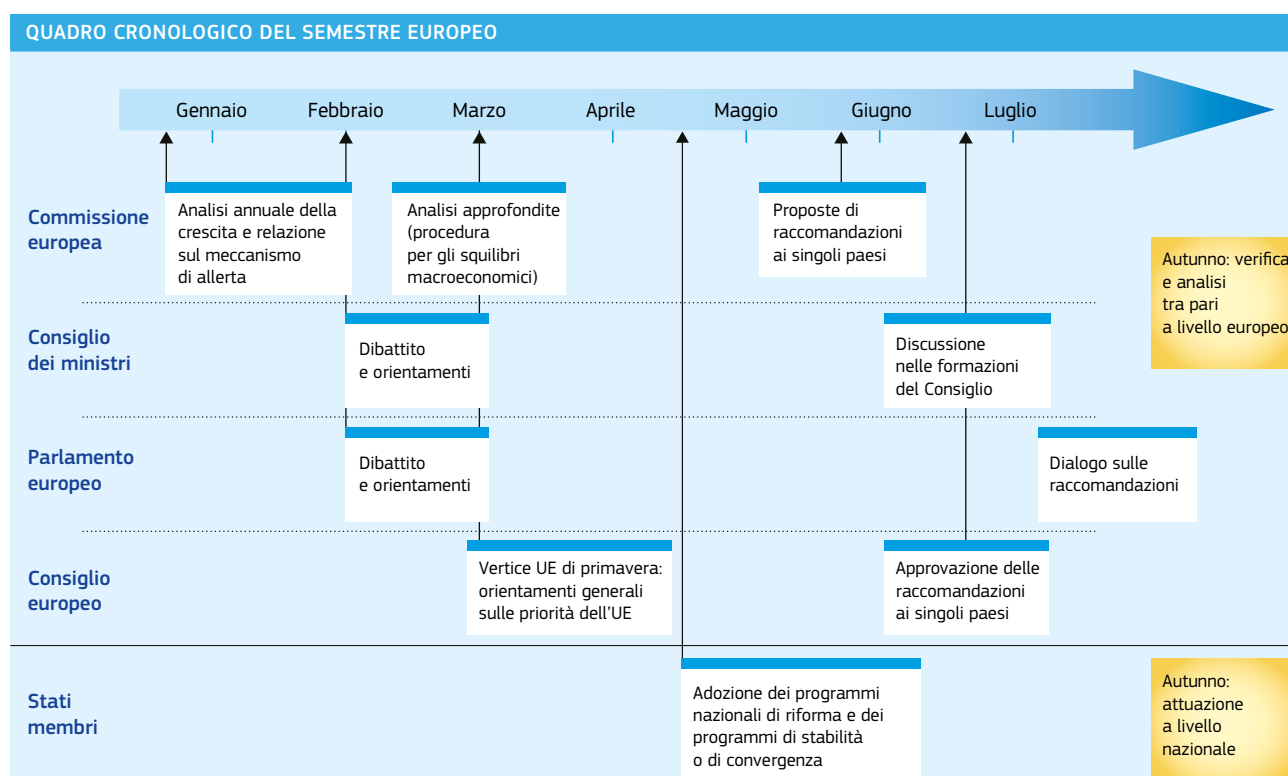 QUADRO CRONOLOGICO DEL SEMESTRE EUROPEO
Gennaio
Febbraio
Marzo
Aprile
Maggio
Giugno
Luglio
Commissione
europea
Analisi annuale della
crescita e relazione
sul meccanismo
di allerta
Analisi approfondite
(procedura
per gli squilibri
macroeconomici)
Proposte di
raccomandazioni
ai singoli paesi
Autunno: verifica
e analisi
tra pari
a livello europeo
Consiglio
dei ministri
Dibattito
e orientamenti
Discussione
nelle formazioni
del Consiglio
Parlamento
europeo
Dibattito
e orientamenti
Dialogo sulle
raccomandazioni
Consiglio
europeo
Vertice UE di primavera:
orientamenti generali
sulle priorità dell’UE
Approvazione delle
raccomandazioni
ai singoli paesi
Stati
membri
Adozione dei programmi
nazionali di riforma e dei
programmi di stabilità
o di convergenza
Autunno:
attuazione
a livello
nazionale